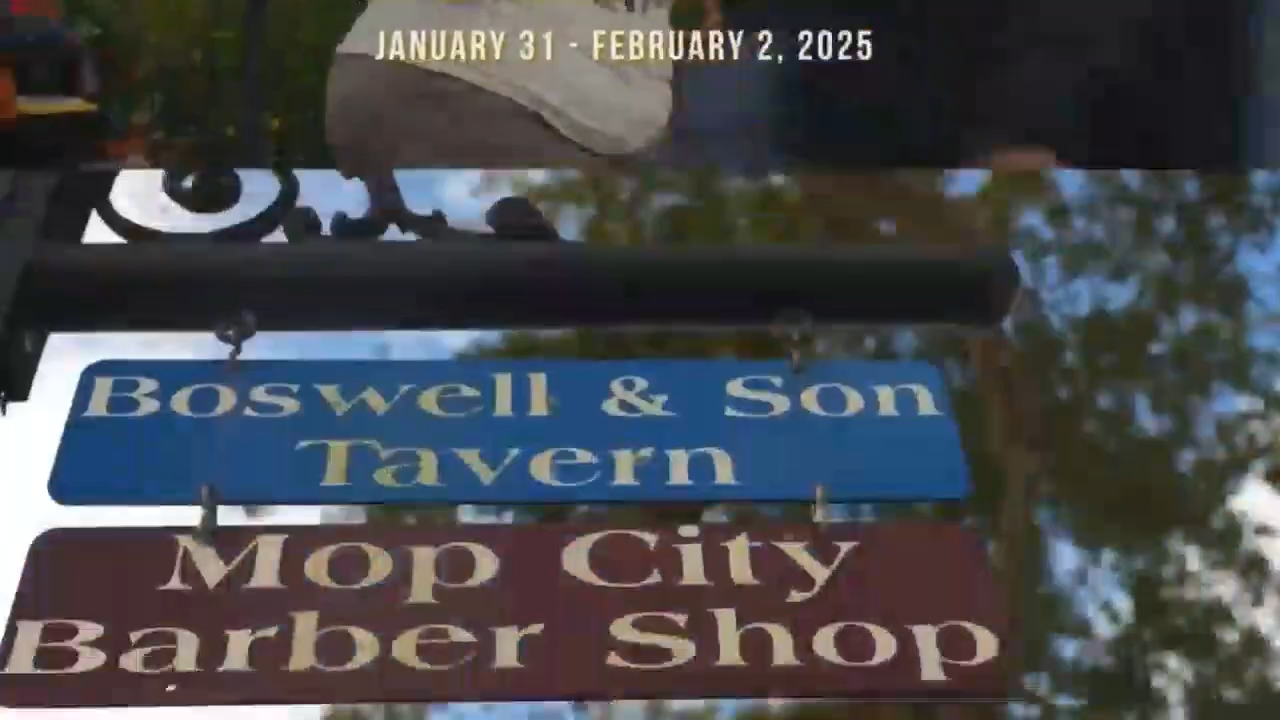 JANUARY 31 - FEBRUARY 2, 2025
Boswell & Son
Tavern
Mop City
Barber Shop